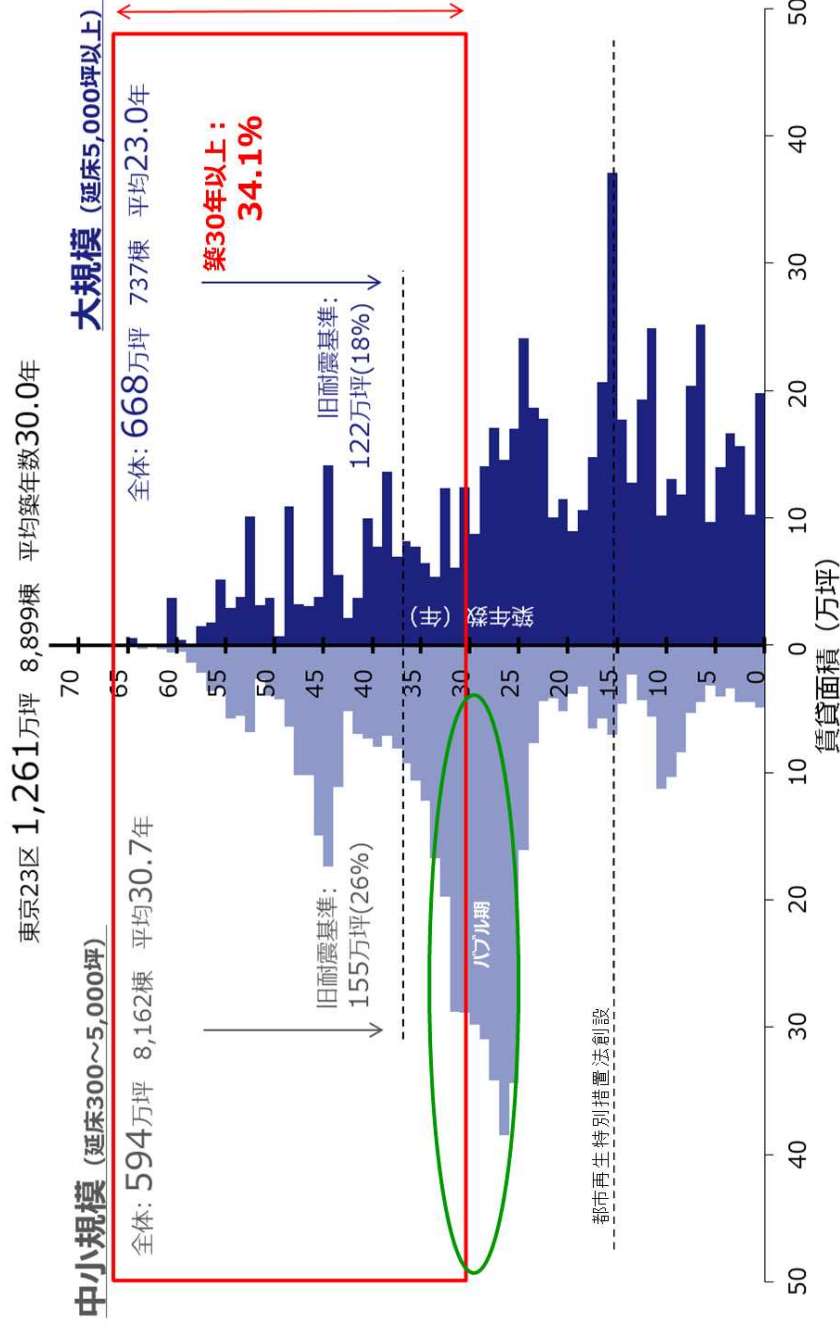 東京23区 1,261万坪 8,899棟 平均築年数30.0年
中小規模 (延床300～5,000坪)
全体: 594万坪 8,162棟 平均30.7年
大規模 (延床5,000坪以上)
全体: 668万坪 737棟 平均23.0年
築30年以上：
34.1%
旧耐震基準:
155万坪(26%)
旧耐震基準:
122万坪(18%)
バブル期
都市再生特別措置法創設
築年数 (年)
70
65
60
55
50
45
40
35
30
25
20
15
10
5
0
50
40
30
20
10
0
10
20
30
40
50
賃貸面積 (万坪)